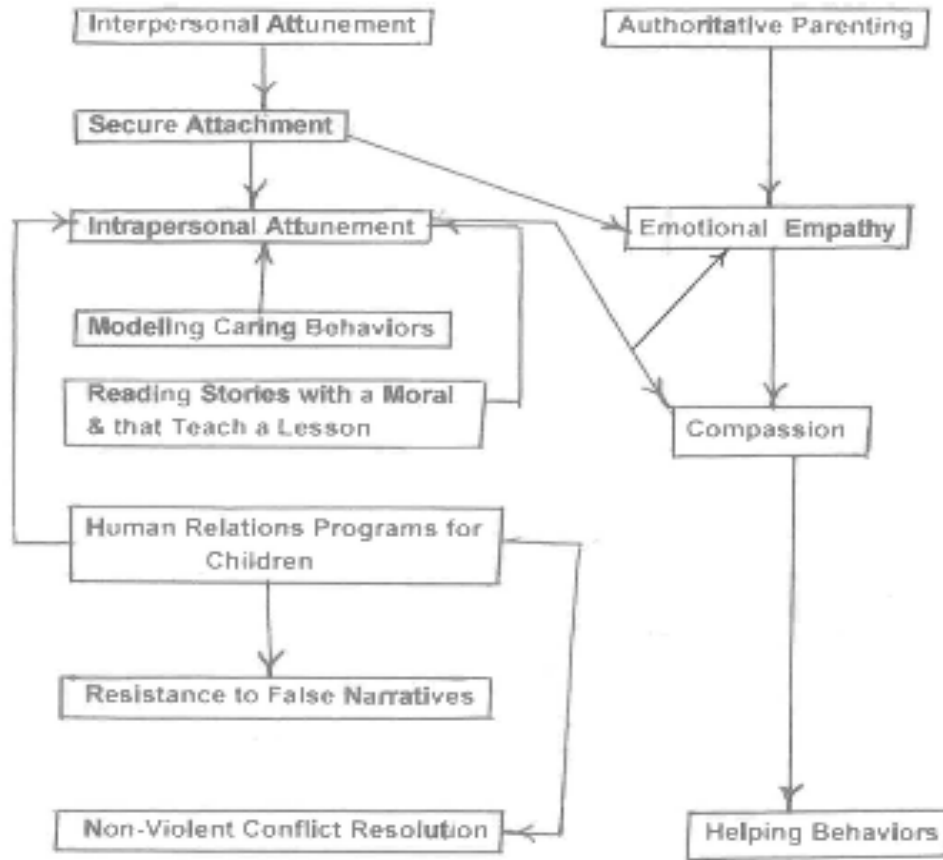 Interpersonal Attunement
Authoritative Parenting
Secure Attachment
Intrapersonal Attunement
Emotional Empathy
Modeling Caring Behaviors
Reading Stories with a Moral
& that Teach a Lesson
Compassion
Human Relations Programs for
Children
Resistance to False Narratives
Non-Violent Conflict Resolution
Helping Behaviors